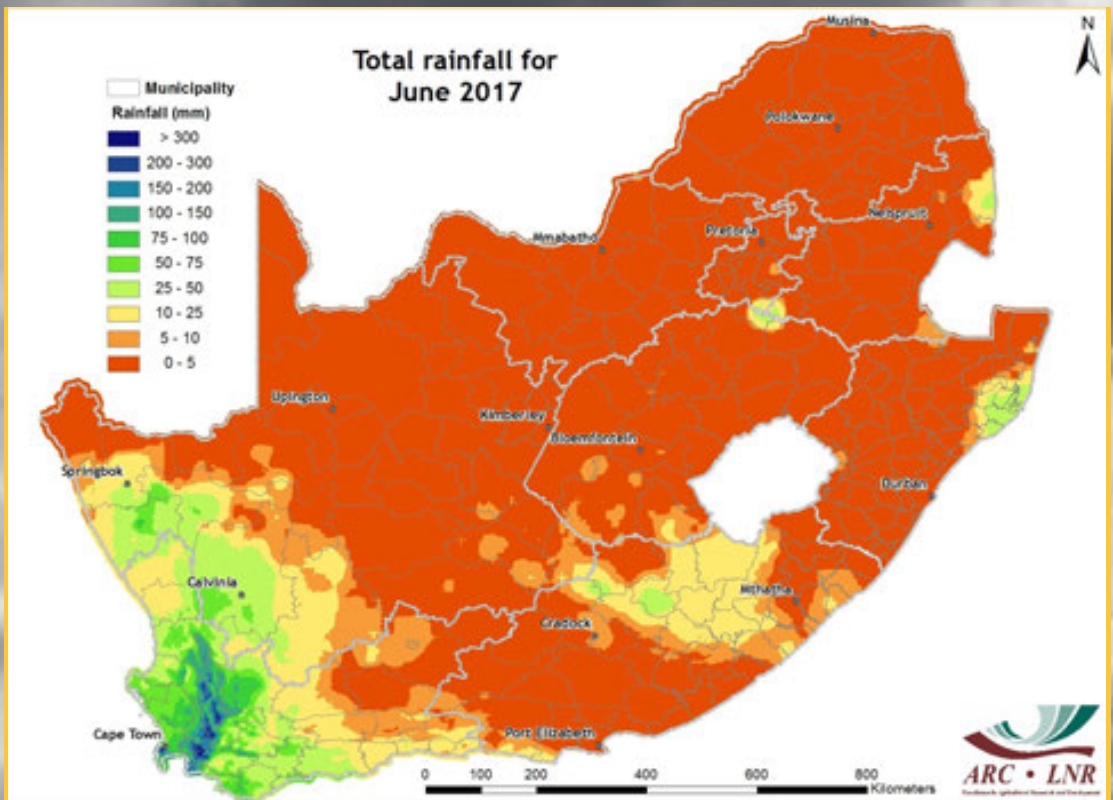 Total rainfall for
June 2017
N
Municipality
Rainfall (mm)
> 300
200 - 300
150 - 200
100 - 150
75 - 100
50 - 75
25 - 50
10 - 25
5 - 10
0 - 5
Musina
Polokwane
Nelspruit
Pretoria
Mmabatho
Upington
Kimberley
Bloemfontein
Springbok
Durban
Calvinia
Mthatha
Cradock
Cape Town
Port Elizabeth
0 100 200 400 600 800
Kilometers
ARC • LNR